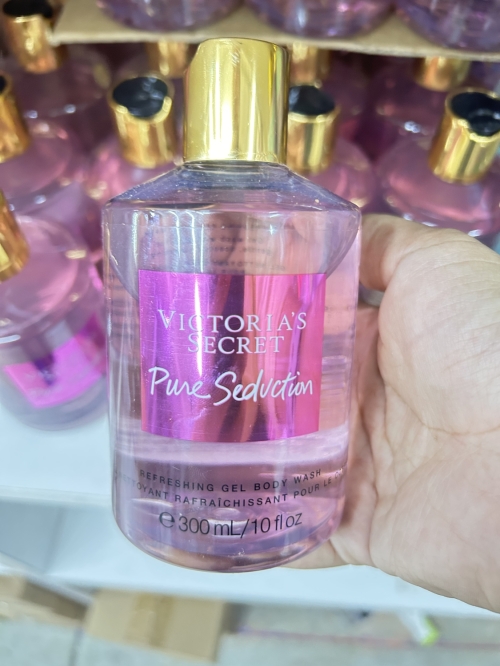 VICTORIA'S
SECRET
Pure Seduction
REFRESHING GEL BODY WASH
RAFRAÎCHISSANT POUR LE
℮ 300 mL/10 fl oz